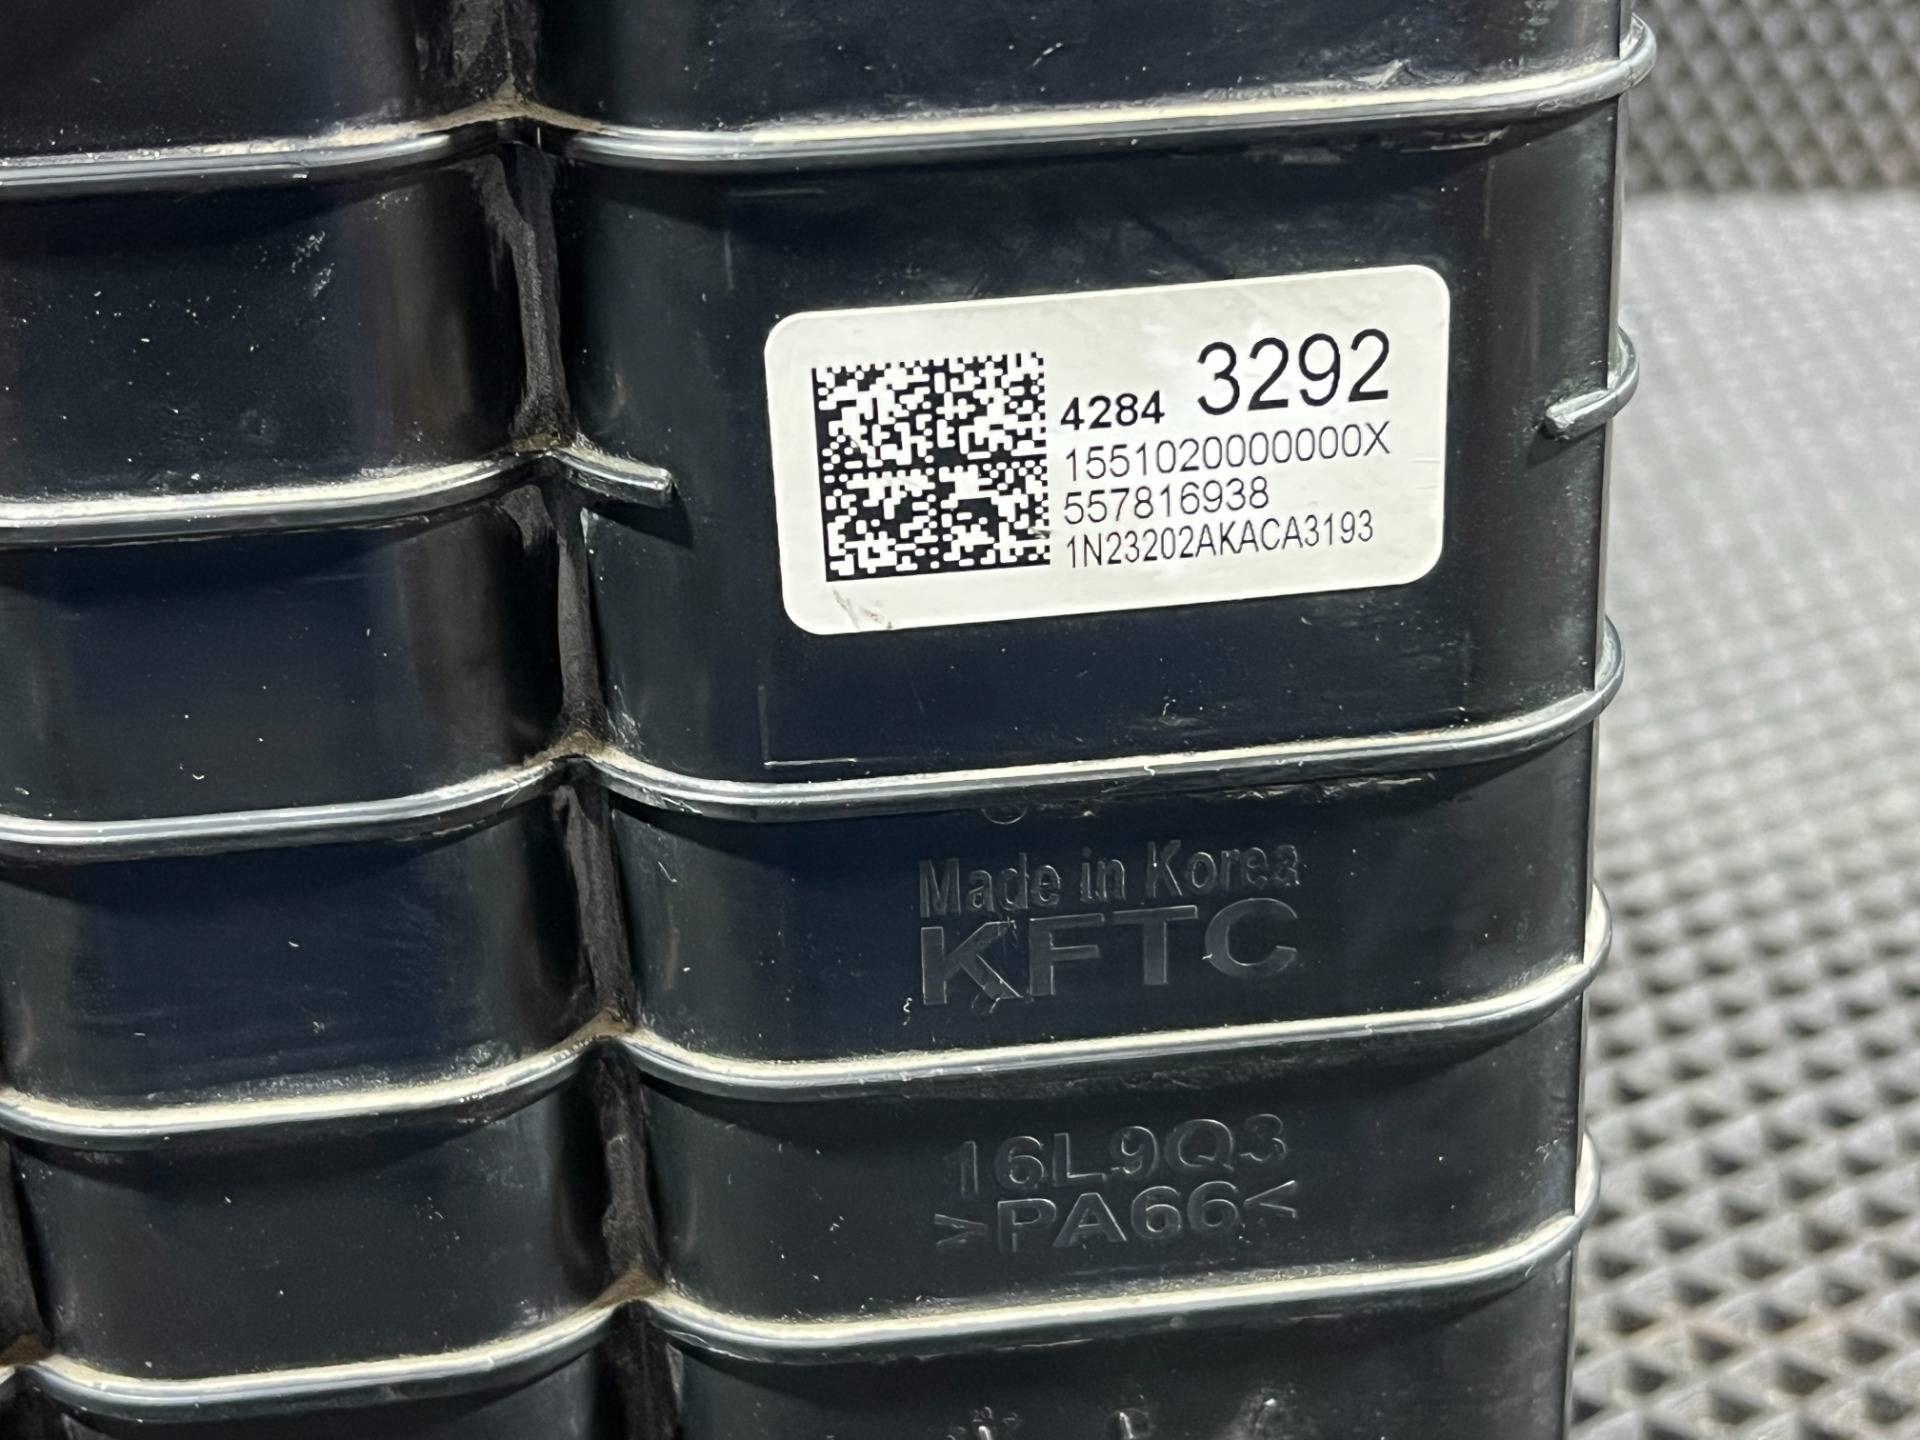 4284 3292
1551020000000X
557816938
1N23202AKACA3193
Made in Korea
KFTC
16L9Q3
>PA66<